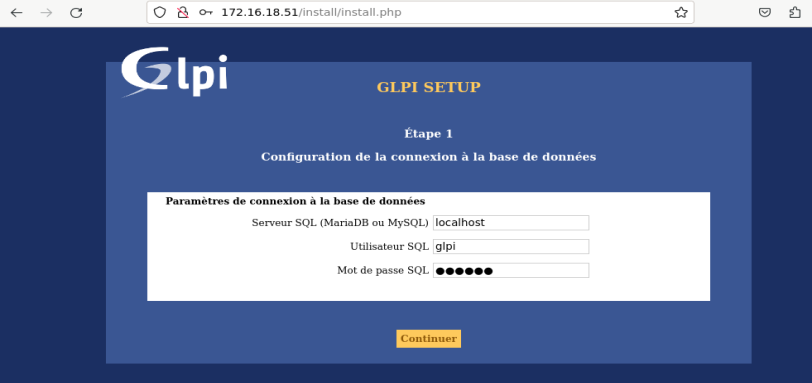 172.16.18.51/install/install.php
Glpi
GLPI SETUP
Étape 1
Configuration de la connexion à la base de données
Paramètres de connexion à la base de données
Serveur SQL (MariaDB ou MySQL) localhost
Utilisateur SQL glpi
Mot de passe SQL ●●●●●●
Continuer